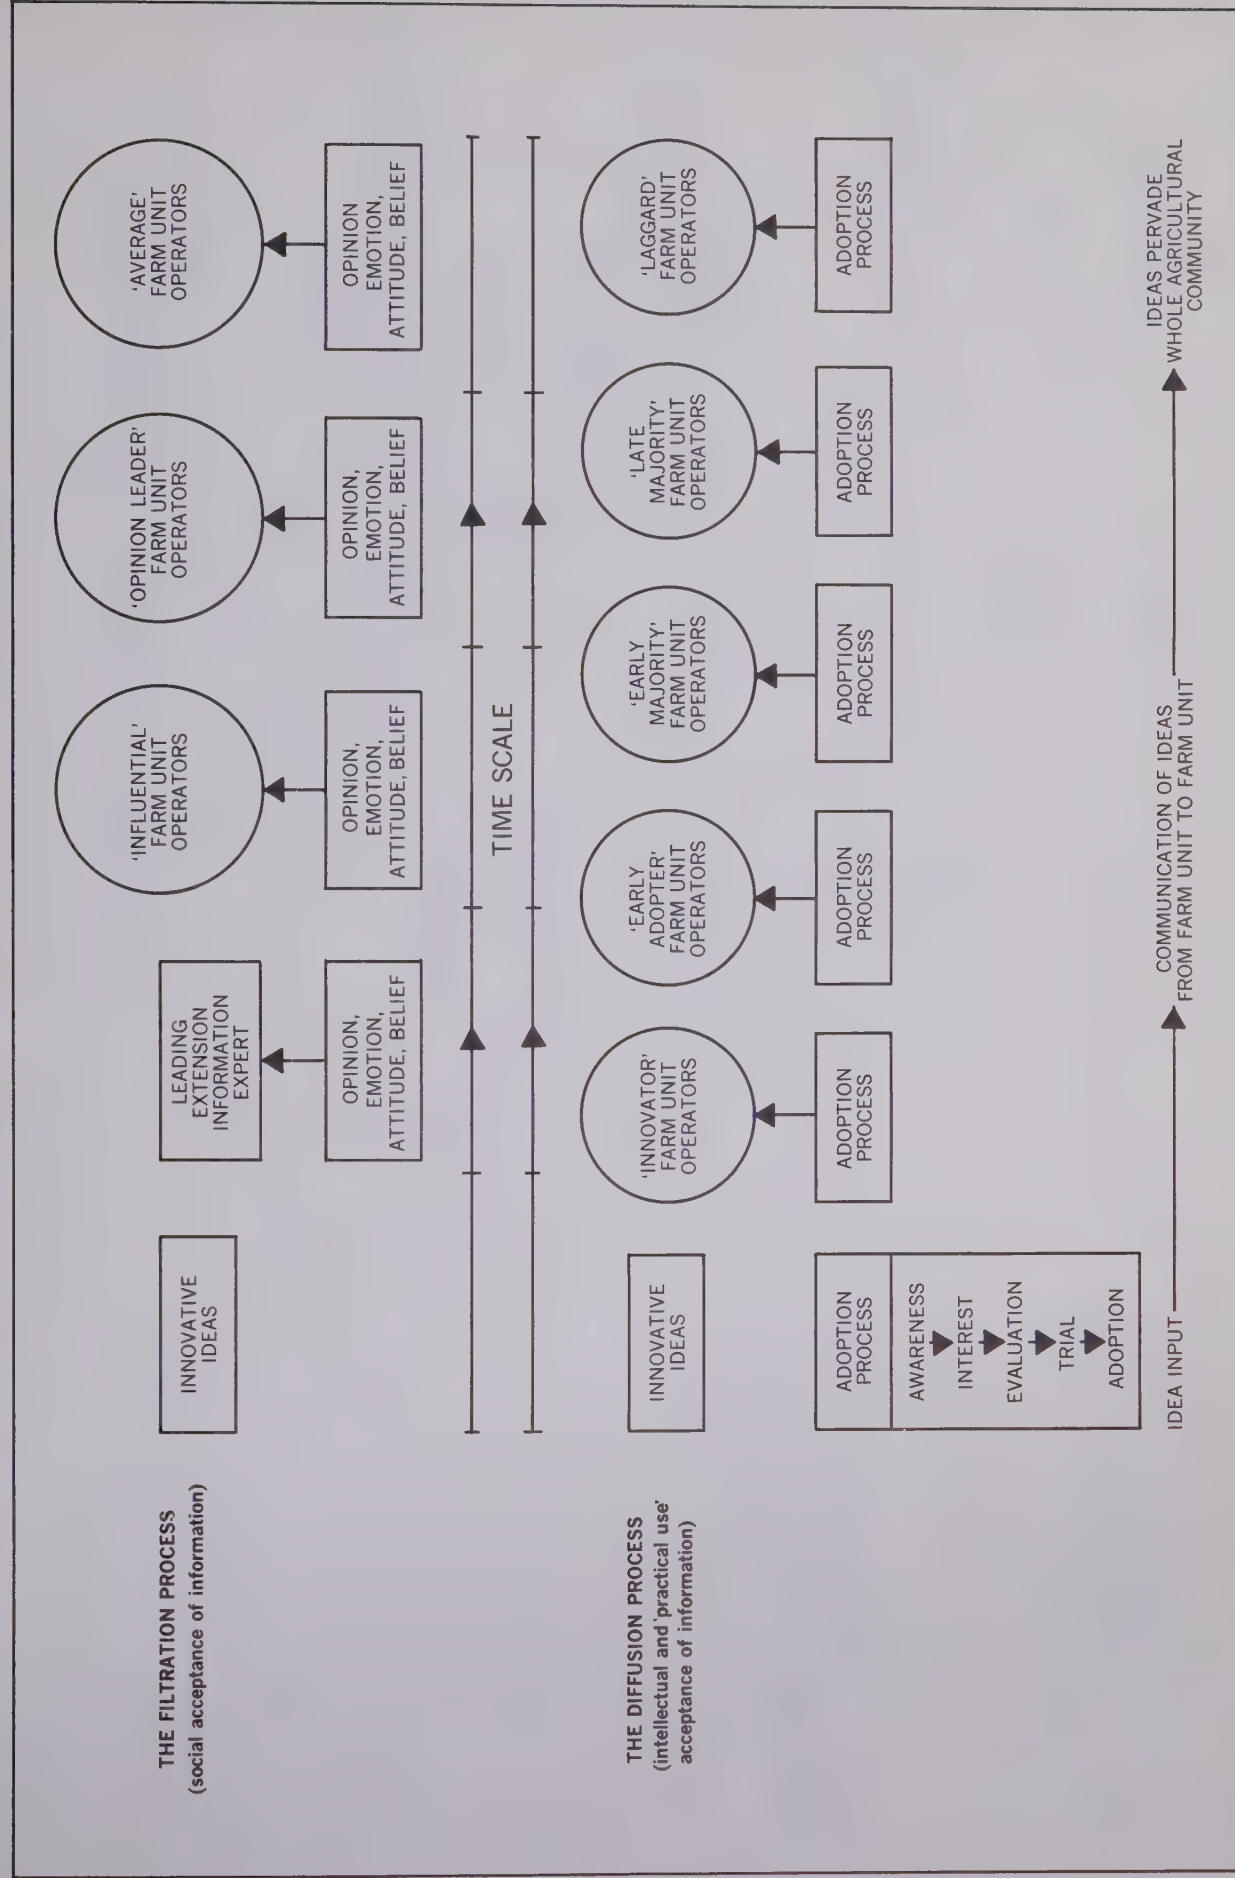 THE FILTRATION PROCESS
(social acceptance of information)
INNOVATIVE
IDEAS
LEADING
EXTENSION
INFORMATION
EXPERT
OPINION,
EMOTION,
ATTITUDE, BELIEF
'INFLUENTIAL'
FARM UNIT
OPERATORS
OPINION,
EMOTION,
ATTITUDE, BELIEF
'OPINION LEADER'
FARM UNIT
OPERATORS
OPINION,
EMOTION,
ATTITUDE, BELIEF
'AVERAGE'
FARM UNIT
OPERATORS
OPINION
EMOTION,
ATTITUDE, BELIEF
TIME SCALE
THE DIFFUSION PROCESS
(intellectual and 'practical use'
acceptance of information)
INNOVATIVE
IDEAS
'INNOVATOR'
FARM UNIT
OPERATORS
ADOPTION
PROCESS
'EARLY
ADOPTER'
FARM UNIT
OPERATORS
ADOPTION
PROCESS
'EARLY
MAJORITY'
FARM UNIT
OPERATORS
ADOPTION
PROCESS
'LATE
MAJORITY'
FARM UNIT
OPERATORS
ADOPTION
PROCESS
'LAGGARD'
FARM UNIT
OPERATORS
ADOPTION
PROCESS
ADOPTION
PROCESS
AWARENESS
INTEREST
EVALUATION
TRIAL
ADOPTION
IDEA INPUT
COMMUNICATION OF IDEAS
FROM FARM UNIT TO FARM UNIT
IDEAS PERVADE
WHOLE AGRICULTURAL
COMMUNITY